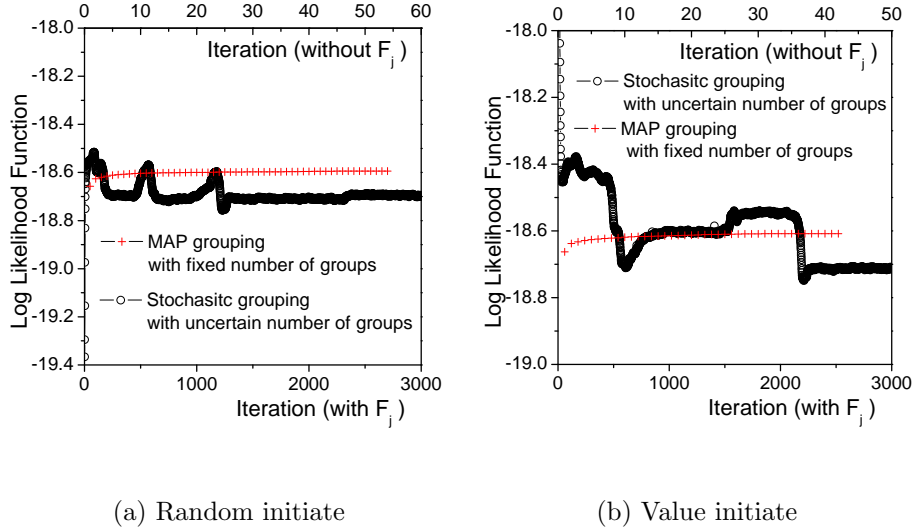 0 10 20 30 40 50 60
Iteration (without F j )
-18.0
-18.2
-18.4
-18.6
-18.8
-19.0
-19.2
-19.4
Log Likelihood Function
MAP grouping
with fixed number of groups
Stochasitc grouping
with uncertain number of groups
0 1000 2000 3000
Iteration (with F j )
(a) Random initiate
0 10 20 30 40 50
Iteration (without F j )
-18.0
-18.2
-18.4
-18.6
-18.8
-19.0
Log Likelihood Function
Stochasitc grouping
with uncertain number of groups
MAP grouping
with fixed number of groups
0 1000 2000 3000
Iteration (with F j )
(b) Value initiate